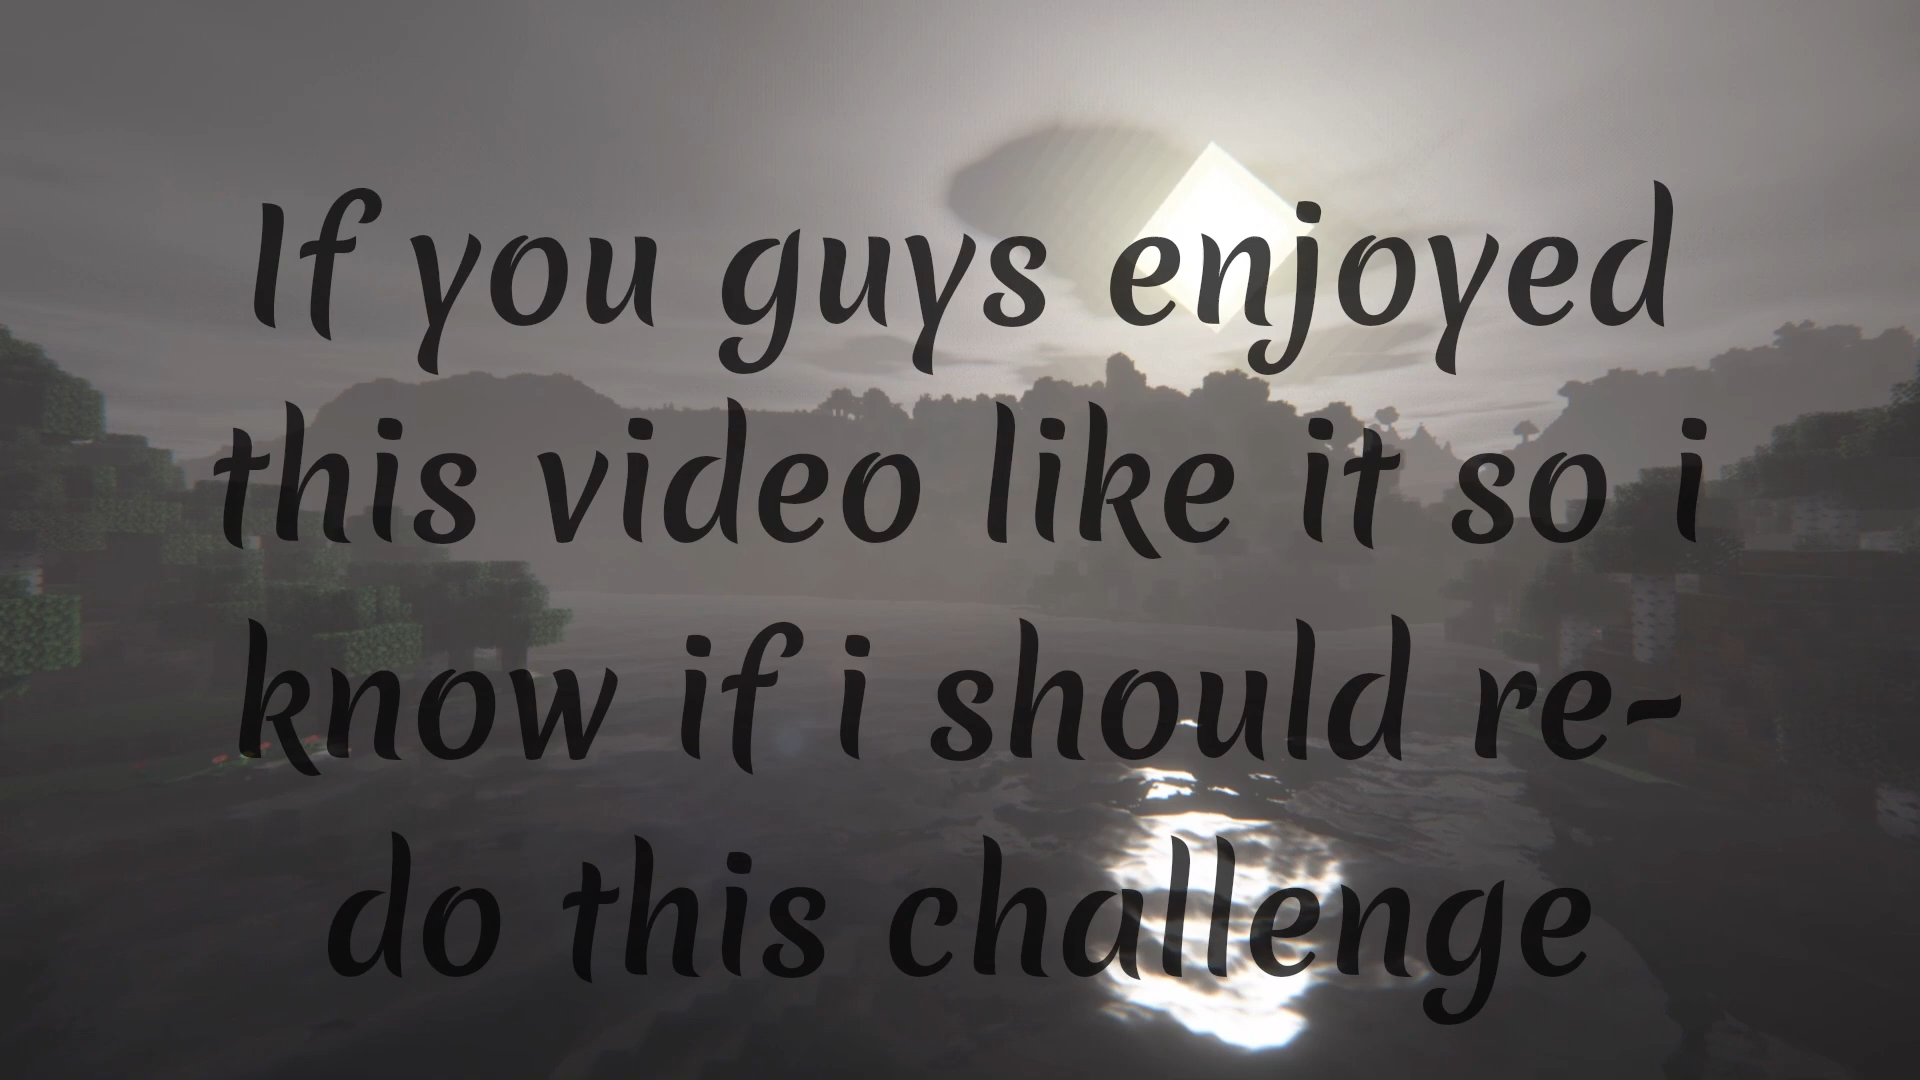 If you guys enjoyed
this video like it so i
know if i should re-
do this challenge